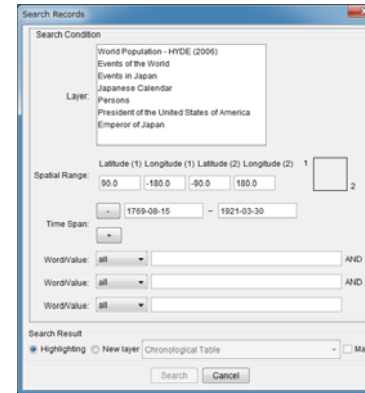 Search Records
Search Condition
Layer:
World Population - HYDE (2006)
Events of the World
Events in Japan
Japanese Calendar
Persons
President of the United States of America
Emperor of Japan
Spatial Range:
Latitude (1) Longitude (1) Latitude (2) Longitude (2)
90.0 -180.0 -90.0 180.0
1
2
Time Span:
- 1769-08-15 ~ 1921-03-30
+
Word/Value: all AND
Word/Value: all AND
Word/Value: all
Search Result
Highlighting New layer Chronological Table
Search Cancel